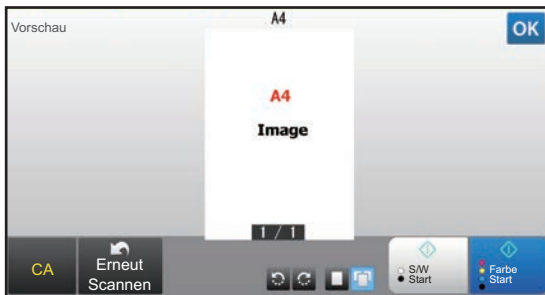 A4
Vorschau
OK
A4
Image
1 / 1
CA
Erneut
Scannen
S/W
Start
Farbe
Start